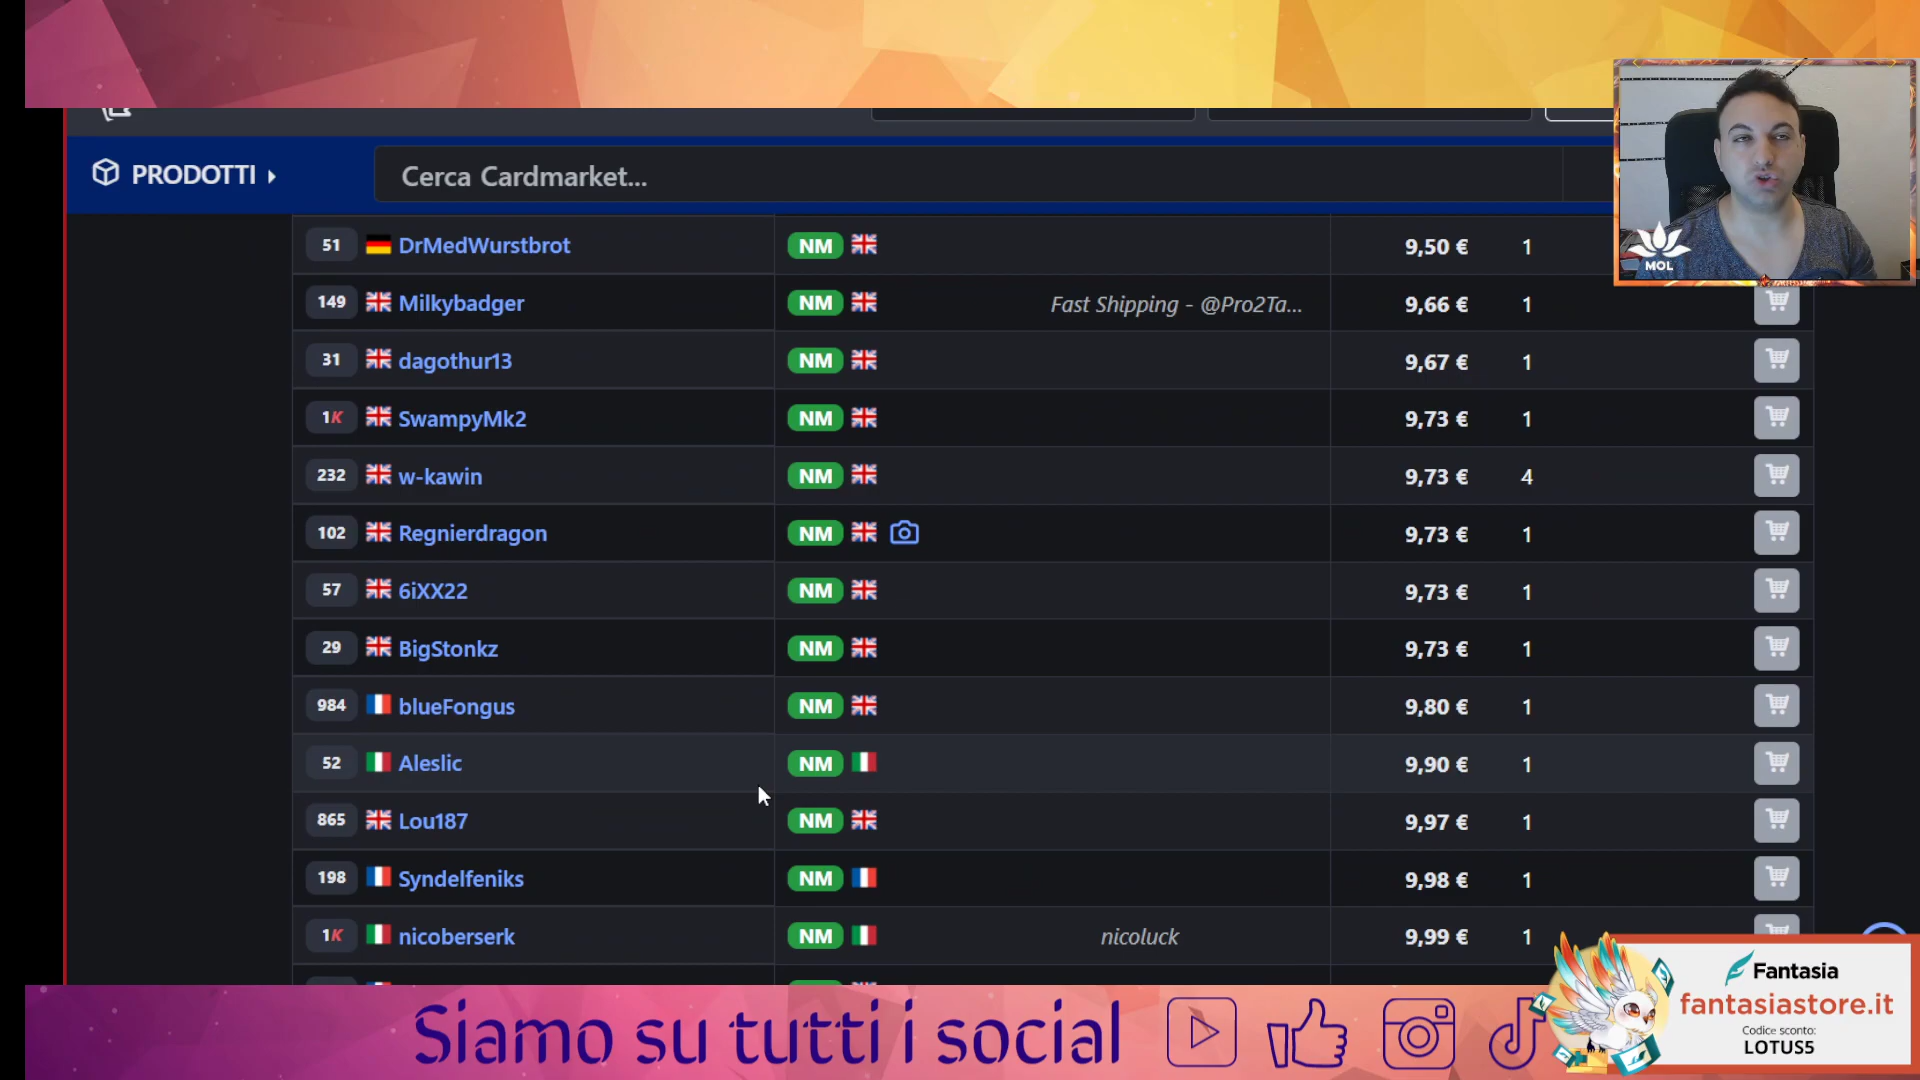 PRODOTTI
Cerca Cardmarket...
MOL
51 DrMedWurstbrot NM 9,50 € 1
149 Milkybadger NM Fast Shipping - @Pro2Ta... 9,66 € 1
31 dagothur13 NM 9,67 € 1
1K SwampyMk2 NM 9,73 € 1
232 w-kawin NM 9,73 € 4
102 Regnierdragon NM 9,73 € 1
57 6iXX22 NM 9,73 € 1
29 BigStonkz NM 9,73 € 1
984 blueFongus NM 9,80 € 1
52 Aleslic NM 9,90 € 1
865 Lou187 NM 9,97 € 1
198 Syndelfeniks NM 9,98 € 1
1K nicoberserk NM nicoluck 9,99 € 1
Siamo su tutti i social
Fantasia
fantasiastore.it
Codice sconto:
LOTUS5